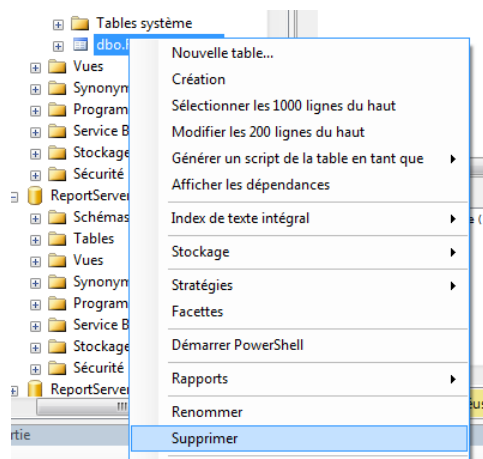 Tables système
dbo.
Vues
Synonym
Program
Service B
Stockage
Sécurité
ReportServer
Schémas
Tables
Vues
Synonym
Program
Service B
Stockage
Sécurité
ReportServer
rtie
Nouvelle table...
Création
Sélectionner les 1000 lignes du haut
Modifier les 200 lignes du haut
Générer un script de la table en tant que
Afficher les dépendances
Index de texte intégral
Stockage
Stratégies
Facettes
Démarrer PowerShell
Rapports
Renommer
Supprimer
e (